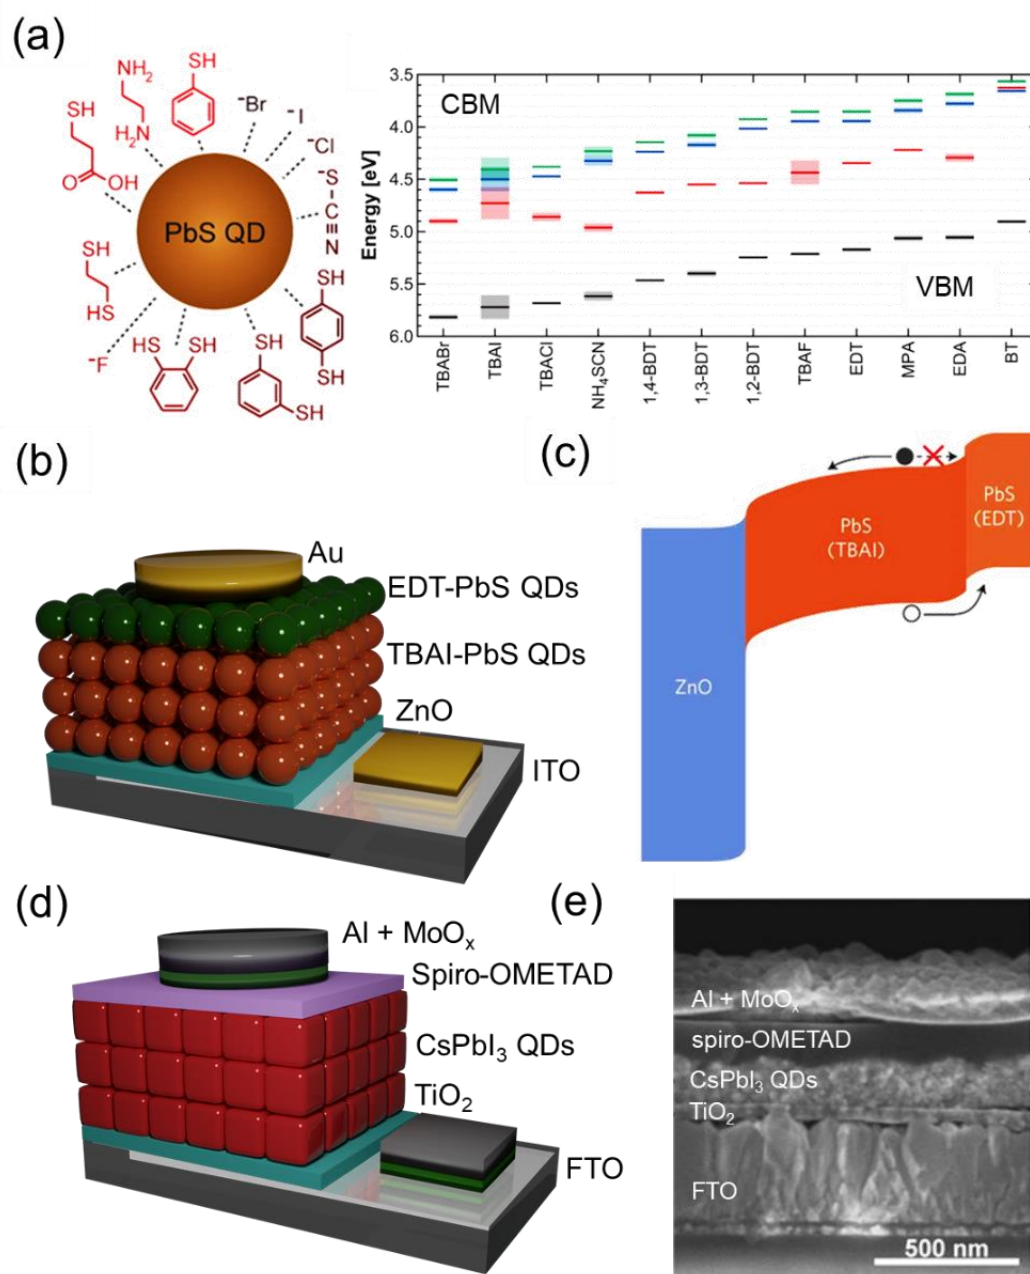 (a)
SH
NH₂
H₂N
SH
O
OH
⁻Br
⁻I
⁻Cl
⁻S
C
N
PbS QD
SH
HS
⁻F
HS
SH
SH
SH
SH
SH
CBM
VBM
Energy [eV]
3.5
4.0
4.5
5.0
5.5
6.0
TBABr
TBAI
TBACl
NH₄SCN
1,4-BDT
1,3-BDT
1,2-BDT
TBAF
EDT
MPA
EDA
BT
(b)
Au
EDT-PbS QDs
TBAI-PbS QDs
ZnO
ITO
(c)
PbS
(TBAI)
PbS
(EDT)
ZnO
(d)
Al + MoOₓ
Spiro-OMETAD
CsPbI₃ QDs
TiO₂
FTO
(e)
Al + MoOₓ
spiro-OMETAD
CsPbI₃ QDs
TiO₂
FTO
500 nm